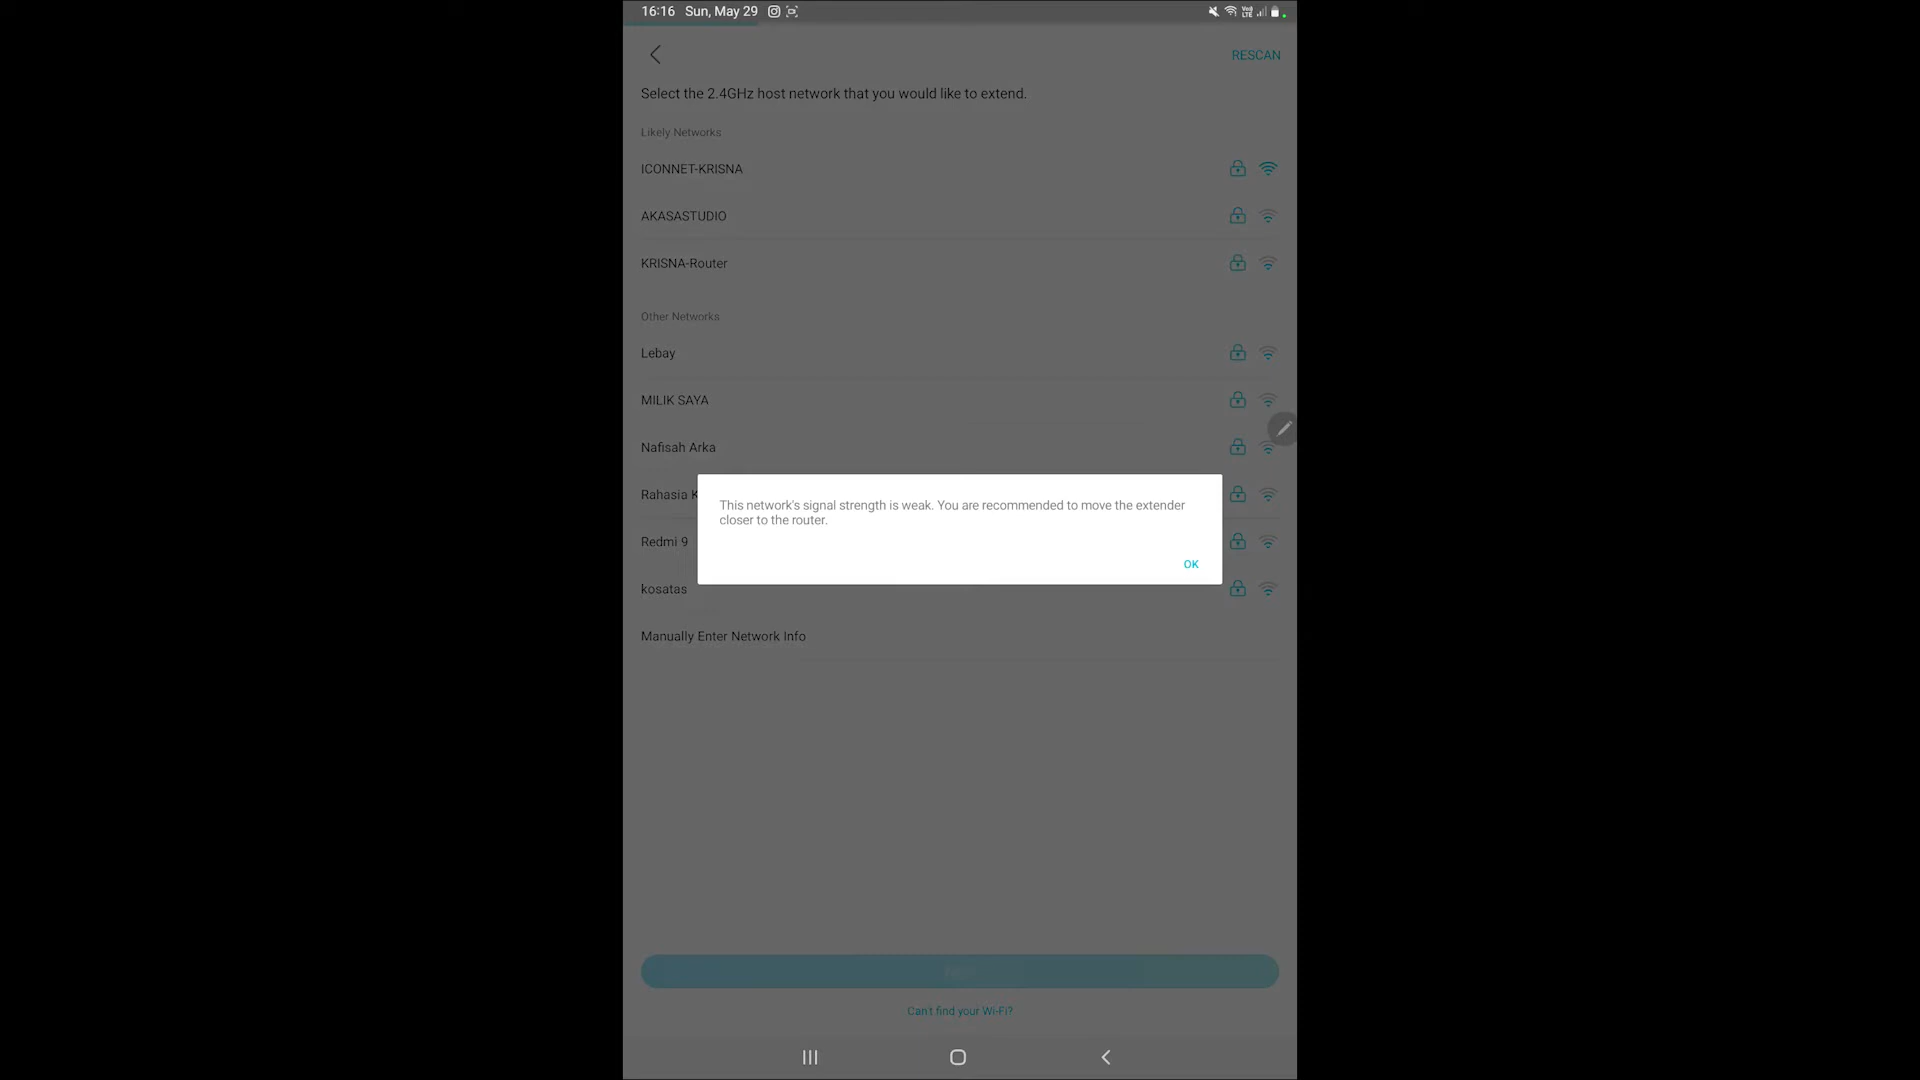 16:16 Sun, May 29
RESCAN
Select the 2.4GHz host network that you would like to extend.
Likely Networks
ICONNET-KRISNA
AKASASTUDIO
KRISNA-Router
Other Networks
Lebay
MILIK SAYA
Nafisah Arka
Rahasia
This network's signal strength is weak. You are recommended to move the extender
closer to the router.
Redmi 9
OK
kosatas
Manually Enter Network Info
Can't find your Wi-Fi?